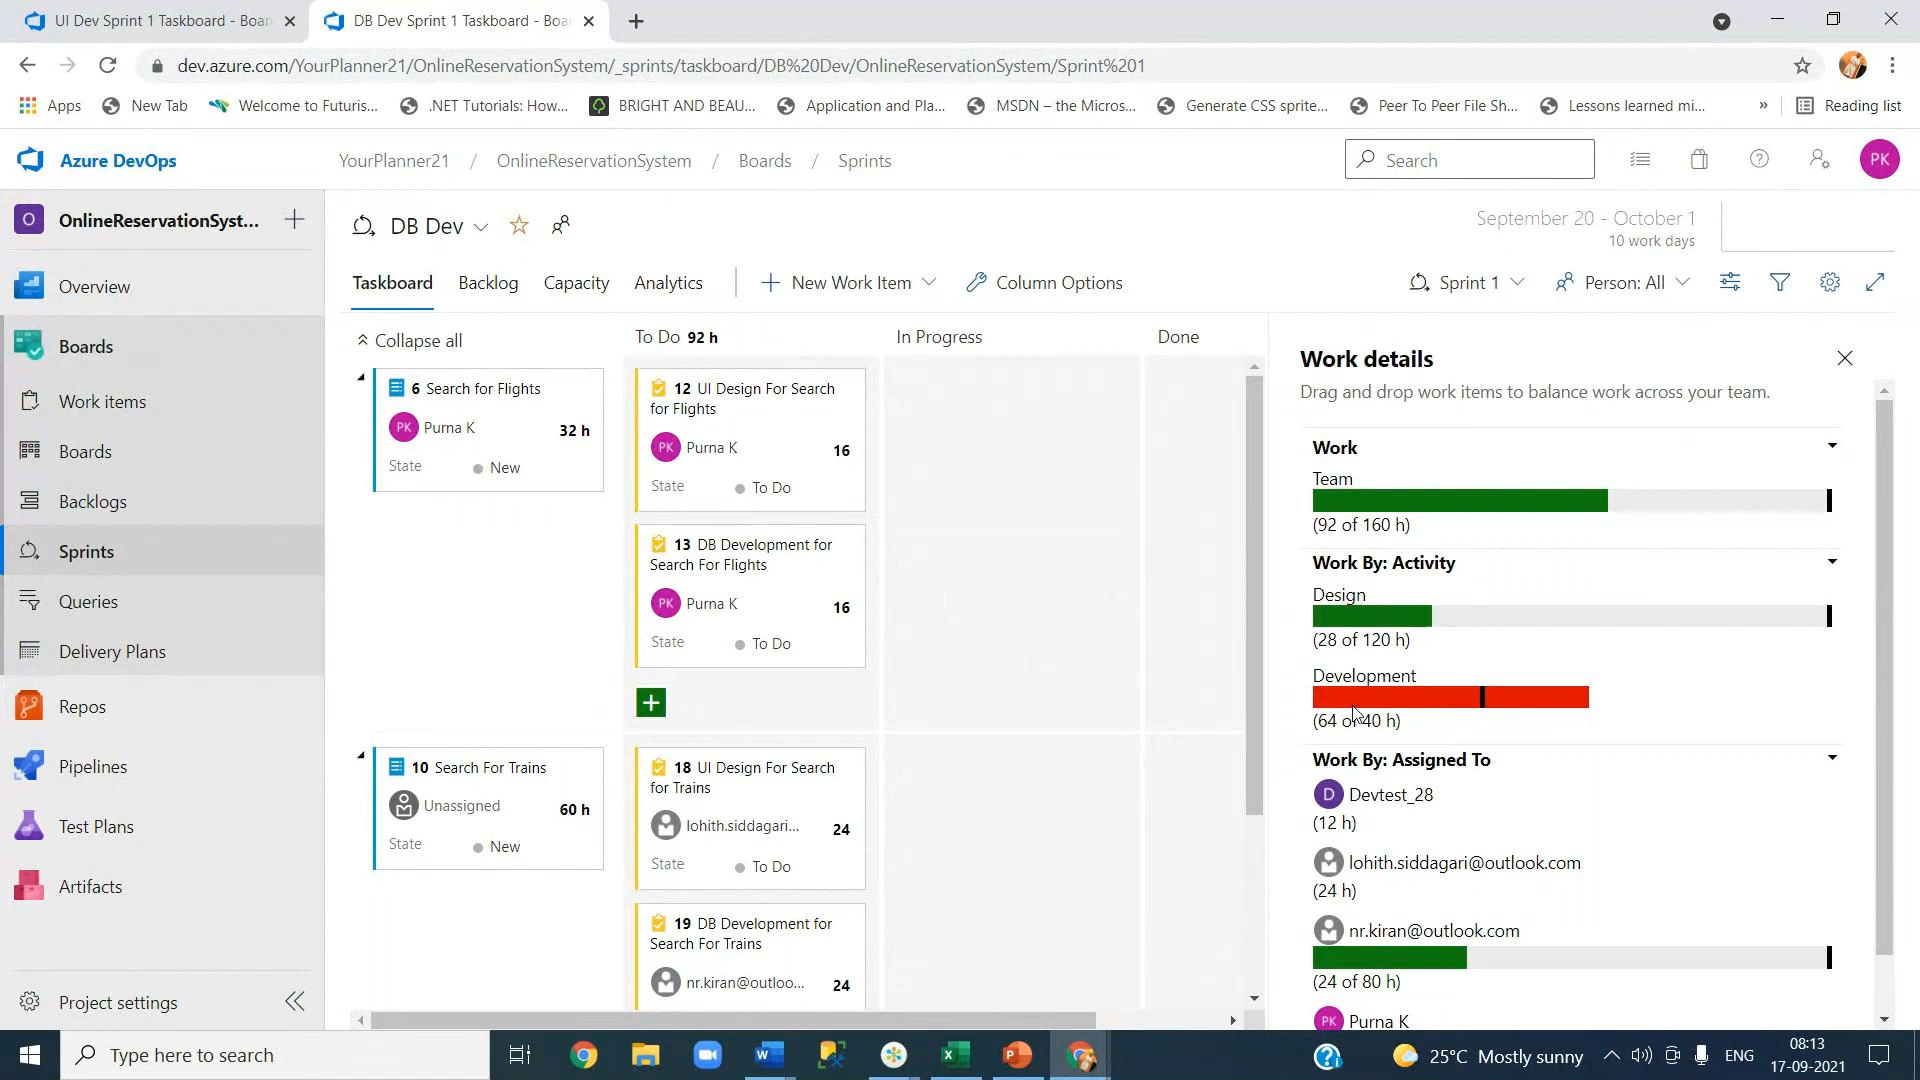 UI Dev Sprint 1 Taskboard - Boar
DB Dev Sprint 1 Taskboard - Boa
dev.azure.com/YourPlanner21/OnlineReservationSystem/_sprints/taskboard/DB%20Dev/OnlineReservationSystem/Sprint%201
Apps
New Tab
Welcome to Futuris...
.NET Tutorials: How...
BRIGHT AND BEAU...
Application and Pla...
MSDN – the Micros...
Generate CSS sprite...
Peer To Peer File Sh...
Lessons learned mi...
»
Reading list
Azure DevOps
YourPlanner21 / OnlineReservationSystem / Boards / Sprints
Search
PK
O OnlineReservationSyst...
Overview
Boards
Work items
Boards
Backlogs
Sprints
Queries
Delivery Plans
Repos
Pipelines
Test Plans
Artifacts
Project settings
DB Dev
September 20 - October 1
10 work days
Taskboard
Backlog
Capacity
Analytics
New Work Item
Column Options
Sprint 1
Person: All
Collapse all
To Do 92 h
In Progress
Done
6 Search for Flights
PK Purna K
32 h
State New
12 UI Design For Search
for Flights
PK Purna K 16
State To Do
13 DB Development for
Search For Flights
PK Purna K 16
State To Do
10 Search For Trains
Unassigned
60 h
State New
18 UI Design For Search
for Trains
lohith.siddagari... 24
State To Do
19 DB Development for
Search For Trains
nr.kiran@outloo... 24
Work details
Drag and drop work items to balance work across your team.
Work
Team
(92 of 160 h)
Work By: Activity
Design
(28 of 120 h)
Development
(64 of 40 h)
Work By: Assigned To
D Devtest_28
(12 h)
lohith.siddagari@outlook.com
(24 h)
nr.kiran@outlook.com
(24 of 80 h)
PK Purna K
Type here to search
25°C Mostly sunny
ENG
08:13
17-09-2021